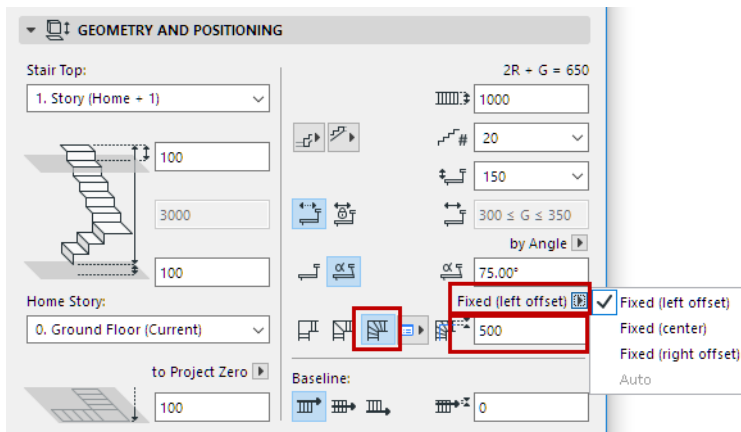 GEOMETRY AND POSITIONING
Stair Top:
2R + G = 650
1. Story (Home + 1)
1000
# 20
100
150
3000
300 ≤ G ≤ 350
by Angle
100
α
α 75.00°
Home Story:
Fixed (left offset)
Fixed (left offset)
0. Ground Floor (Current)
500
Fixed (center)
Fixed (right offset)
Auto
to Project Zero
Baseline:
100
0